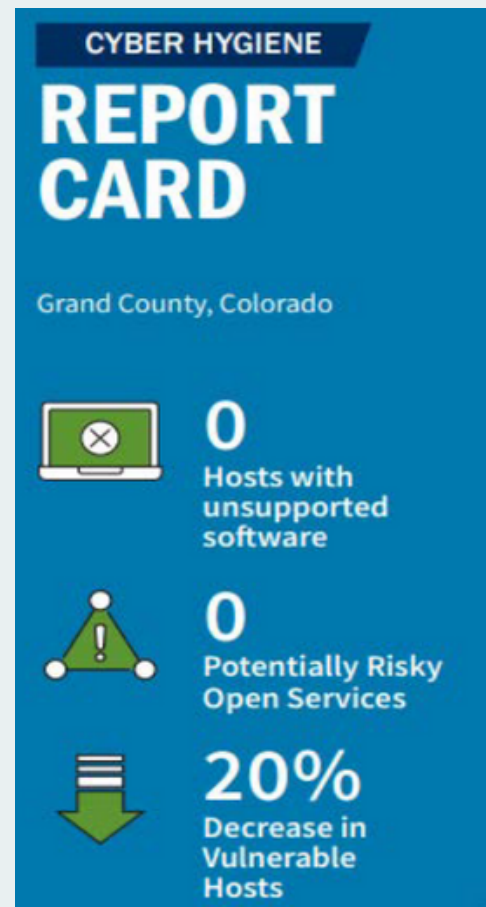 CYBER HYGIENE
REPORT
CARD
Grand County, Colorado
0
Hosts with
unsupported
software
!
0
Potentially Risky
Open Services
20%
Decrease in
Vulnerable
Hosts